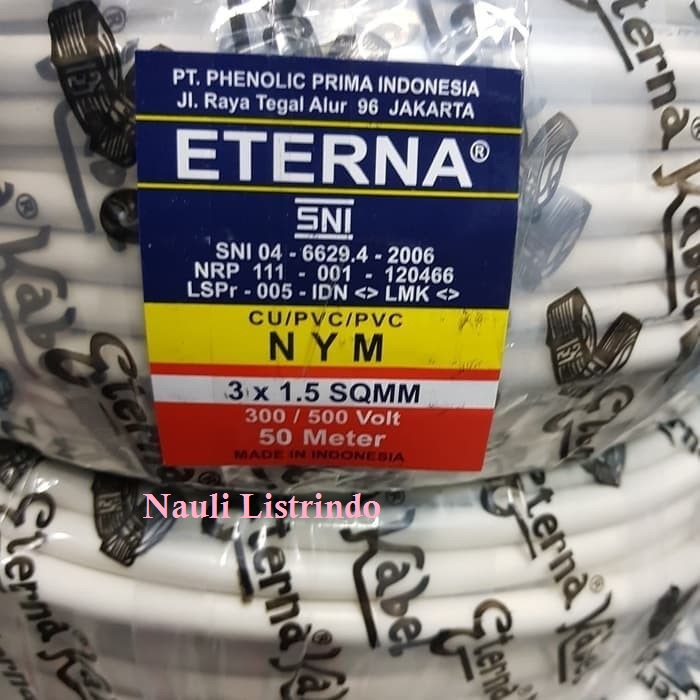 PT. PHENOLIC PRIMA INDONESIA
Jl. Raya Tegal Alur 96 JAKARTA
ETERNA®
SNI
SNI 04 - 6629.4 - 2006
NRP 111 - 001 - 120466
LSPr - 005 - IDN <> LMK <>
CU/PVC/PVC
NYM
3 x 1.5 SQMM
300 / 500 Volt
50 Meter
MADE IN INDONESIA
Nauli Listrindo
Eterna
Kabel
Eterna®
Kabel
Eterna®
Kabel
Eterna